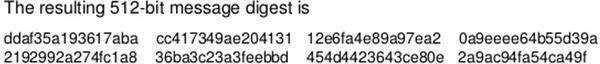 The resulting 512-bit message digest is
ddaf35a193617aba cc417349ae204131 12e6fa4e89a97ea2 0a9eeee64b55d39a
2192992a274fc1a8 36ba3c23a3feebbd 454d4423643ce80e 2a9ac94fa54ca49f